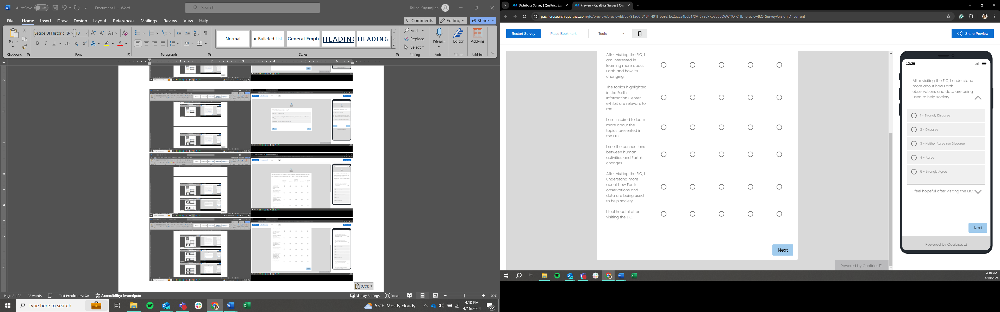 AutoSave Off Document1 - Word
Search
Taline Kuyumjian
File Home Insert Draw Design Layout References Mailings Review View Help
Comments Editing Share
Paste
Segoe UI Historic (B 10
Aa
Normal
Bulleted List
General Emph
HEADING
HEADING
Find
Replace
Select
Dictate
Editor
Add-ins
Clipboard Font Paragraph Styles Editing Voice Editor Add-ins
(Ctrl)
Page 2 of 2 22 words Text Predictions: On Accessibility: Investigate
Display Settings Focus 100%
Type here to search
55°F Mostly cloudy
4:10 PM
4/16/2024
22
Distribute Survey | Qualtrics Exp
Preview - Qualtrics Survey | Qua
pacificresearch.qualtrics.com/jfe/preview/previewId/8e7915d0-3184-491f-be92-bc2a2c54b6b1/SV_57SePKbS35aO6Wi?Q_CHL=preview&Q_SurveyVersionID=current
Restart Survey
Place Bookmark
Tools
Share Preview
After visiting the EIC, I
am interested in
learning more about
Earth and how it's
changing.
The topics highlighted
in the Earth
Information Center
exhibit are relevant to
me.
I am inspired to learn
more about the
topics presented in
the EIC.
I see the connections
between human
activities and Earth's
changes.
After visiting the EIC, I
understand more
about how Earth
observations and
data are being used
to help society.
I feel hopeful after
visiting the EIC.
Next
Powered by Qualtrics
12:29
After visiting the EIC, I understand
more about how Earth
observations and data are being
used to help society.
1 - Strongly Disagree
2 - Disagree
3 - Neither Agree nor Disagree
4 - Agree
5 - Strongly Agree
I feel hopeful after visiting the EIC.
Next
Powered by Qualtrics
4:10 PM
4/16/2024